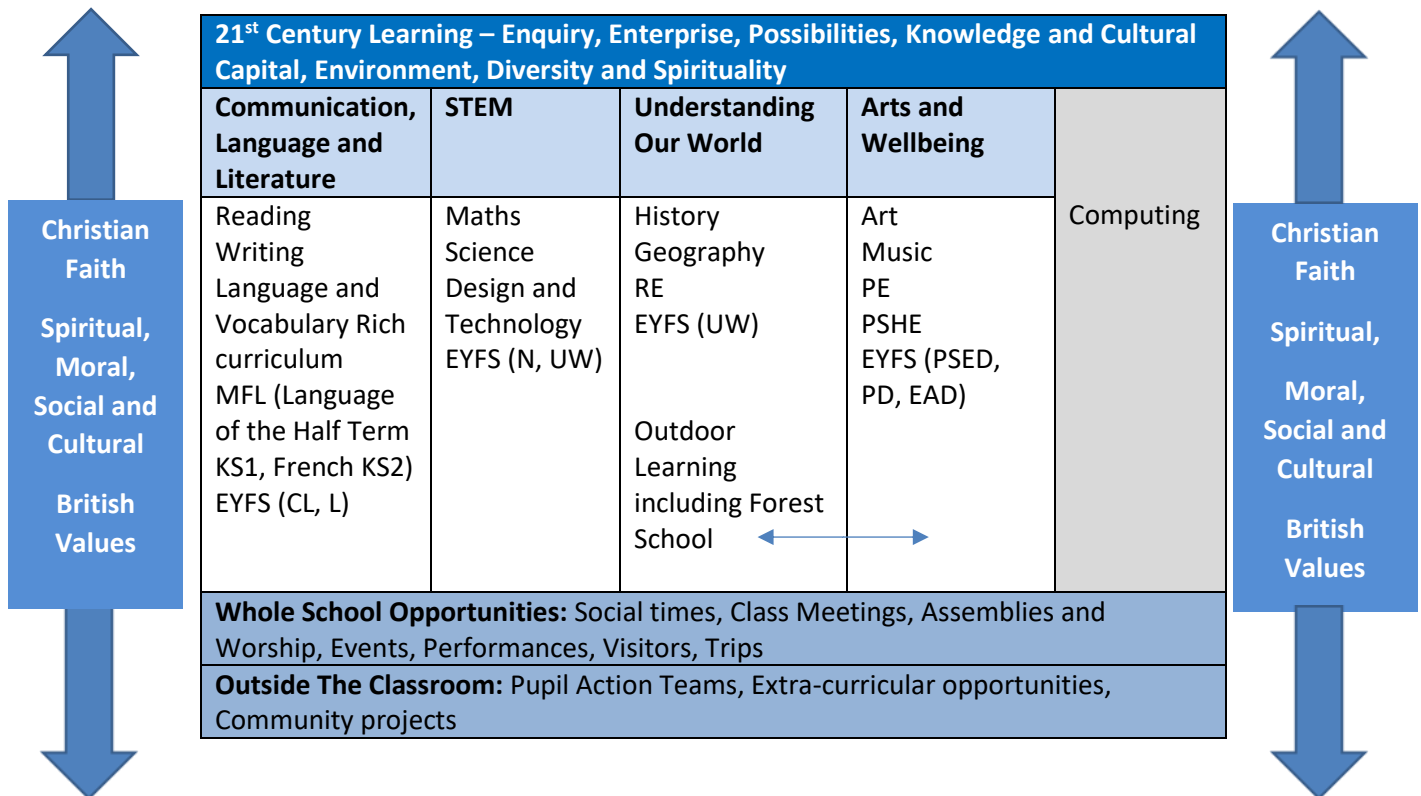 21st Century Learning – Enquiry, Enterprise, Possibilities, Knowledge and Cultural
Capital, Environment, Diversity and Spirituality
Communication,
Language and
Literature
STEM
Understanding
Our World
Arts and
Wellbeing
Reading
Writing
Language and
Vocabulary Rich
curriculum
MFL (Language
of the Half Term
KS1, French KS2)
EYFS (CL, L)
Maths
Science
Design and
Technology
EYFS (N, UW)
History
Geography
RE
EYFS (UW)
Outdoor
Learning
including Forest
School
Art
Music
PE
PSHE
EYFS (PSED,
PD, EAD)
Computing
Whole School Opportunities: Social times, Class Meetings, Assemblies and
Worship, Events, Performances, Visitors, Trips
Outside The Classroom: Pupil Action Teams, Extra-curricular opportunities,
Community projects
Christian
Faith
Spiritual,
Moral,
Social and
Cultural
British
Values
Christian
Faith
Spiritual,
Moral,
Social and
Cultural
British
Values